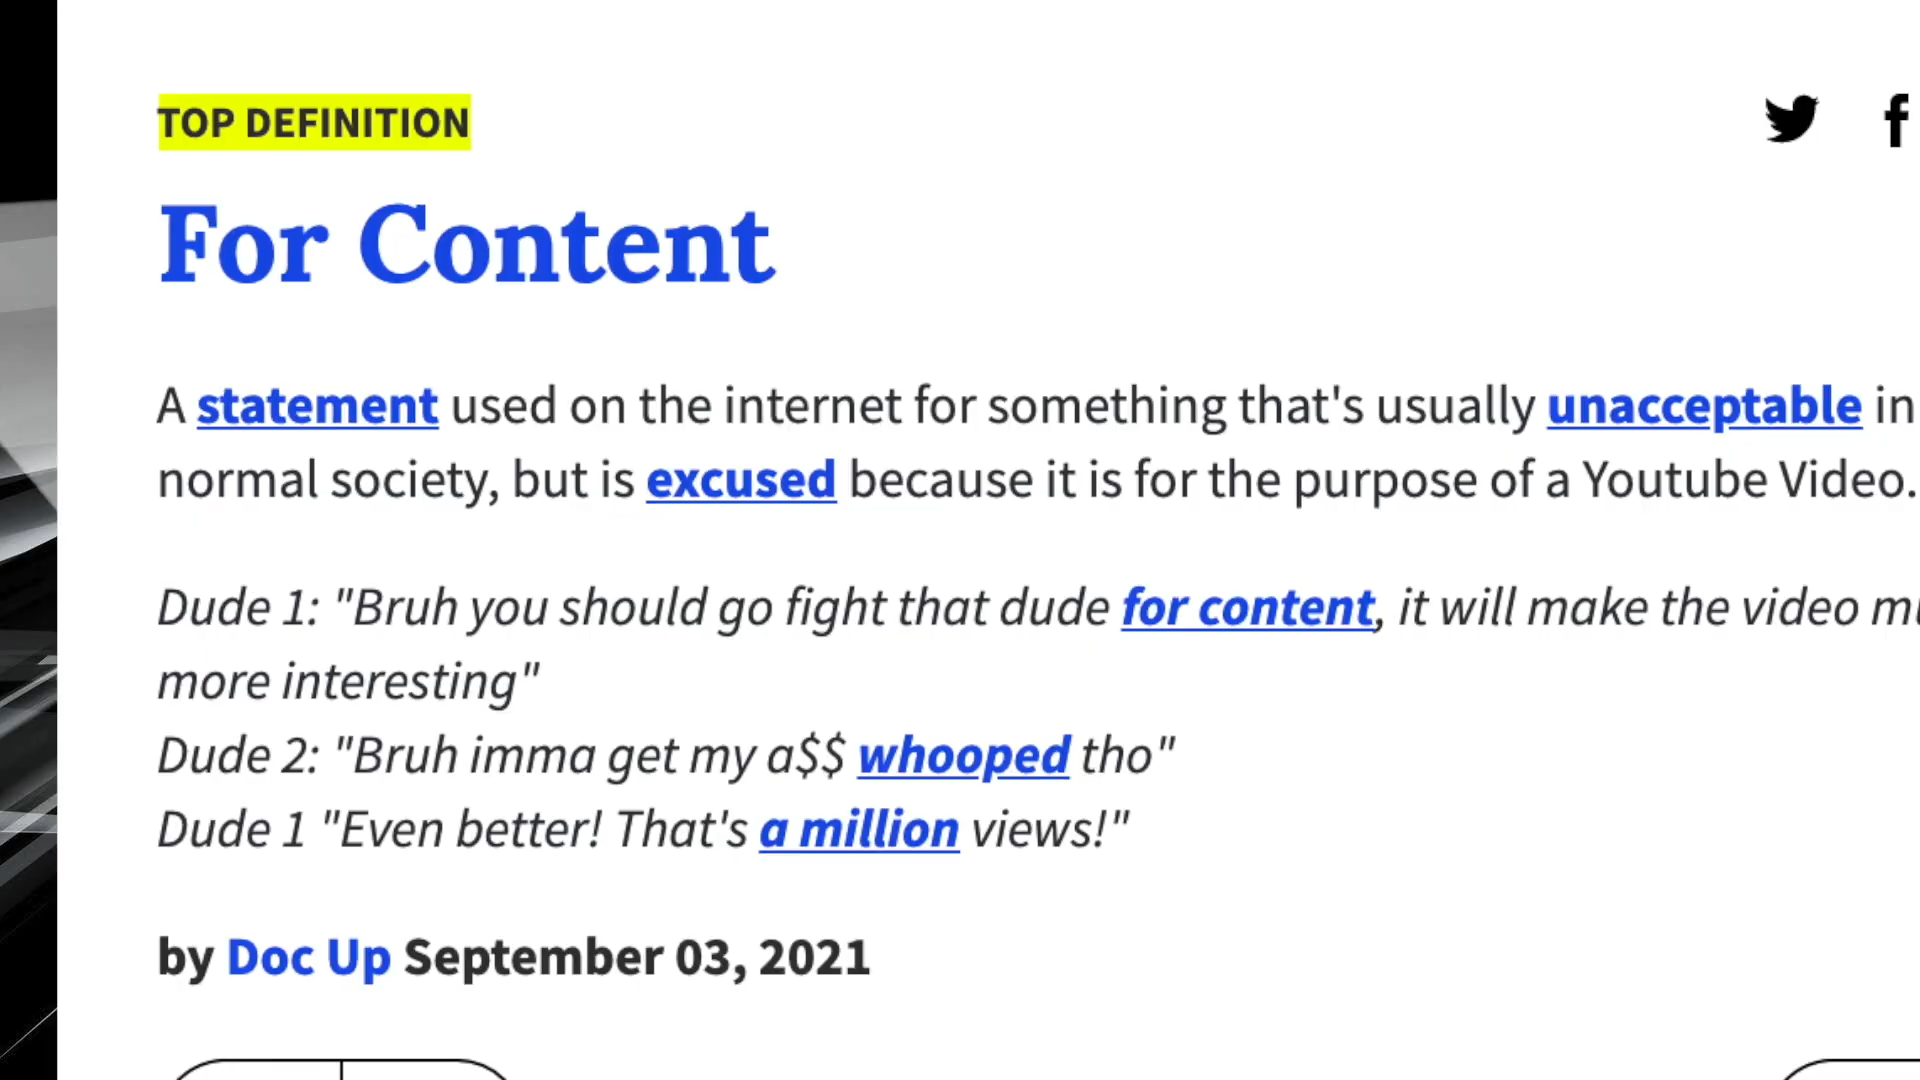 TOP DEFINITION
For Content
A statement used on the internet for something that's usually unacceptable in
normal society, but is excused because it is for the purpose of a Youtube Video.
Dude 1: "Bruh you should go fight that dude for content, it will make the video
more interesting"
Dude 2: "Bruh imma get my a$$ whooped tho"
Dude 1 "Even better! That's a million views!"
by Doc Up September 03, 2021